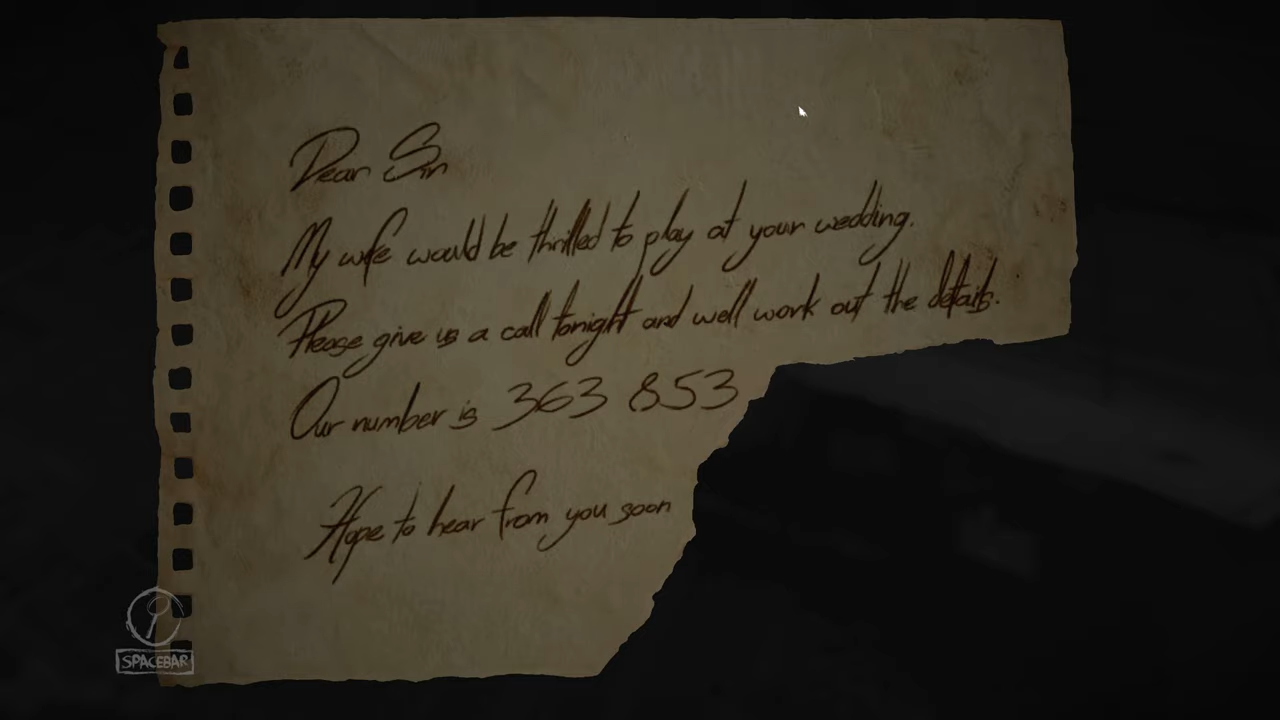 Dear Sir
My wife would be thrilled to play at your wedding.
Please give us a call tonight and we'll work out the details.
Our number is 363 853
Hope to hear from you soon
SPACEBAR